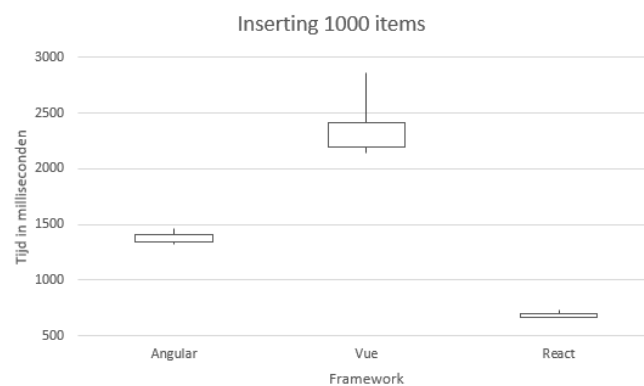 Inserting 1000 items
Tijd in milliseconden
3000
2500
2000
1500
1000
500
Angular Vue React
Framework